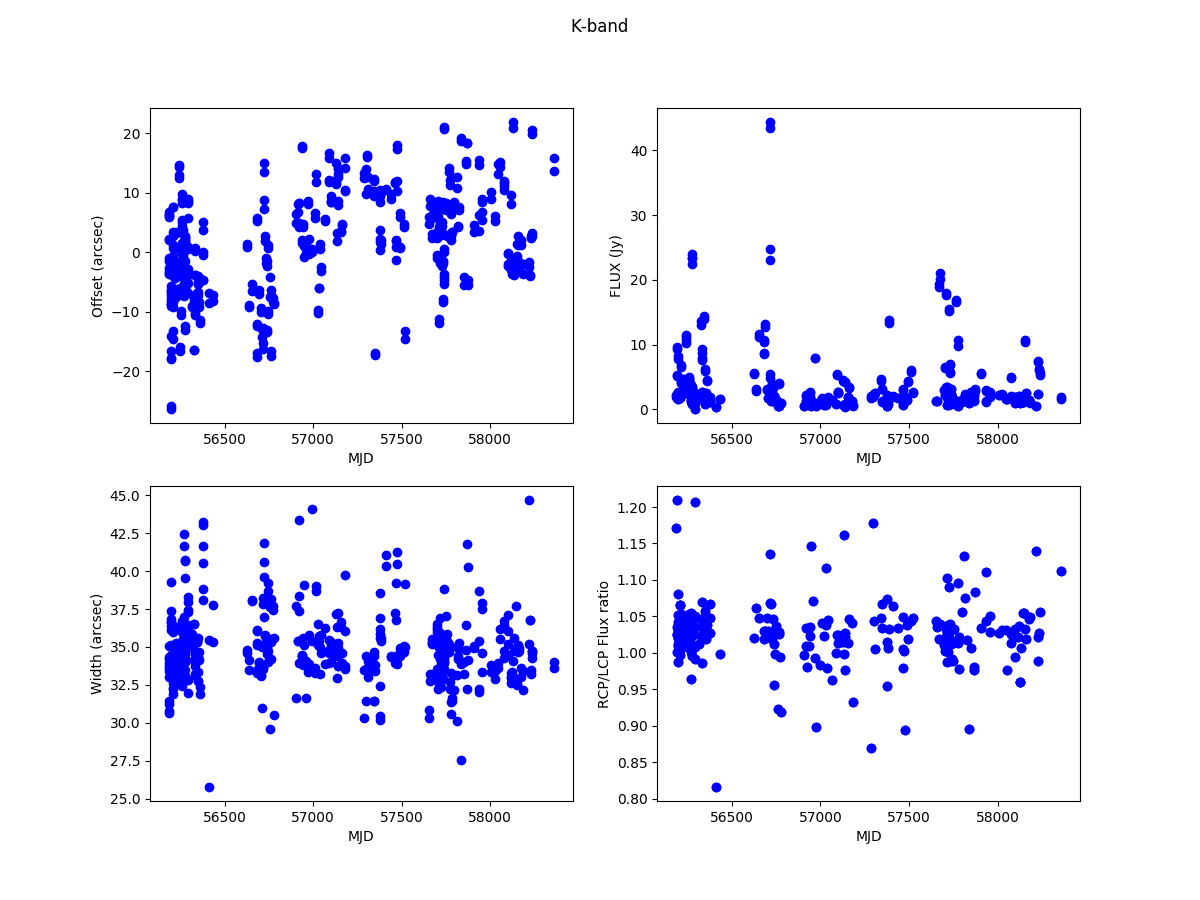 K-band
20
10
0
−10
−20
Offset (arcsec)
56500 57000 57500 58000
MJD
40
30
20
10
0
FLUX (Jy)
56500 57000 57500 58000
MJD
45.0
42.5
40.0
37.5
35.0
32.5
30.0
27.5
25.0
Width (arcsec)
56500 57000 57500 58000
MJD
1.20
1.15
1.10
1.05
1.00
0.95
0.90
0.85
0.80
RCP/LCP Flux ratio
56500 57000 57500 58000
MJD